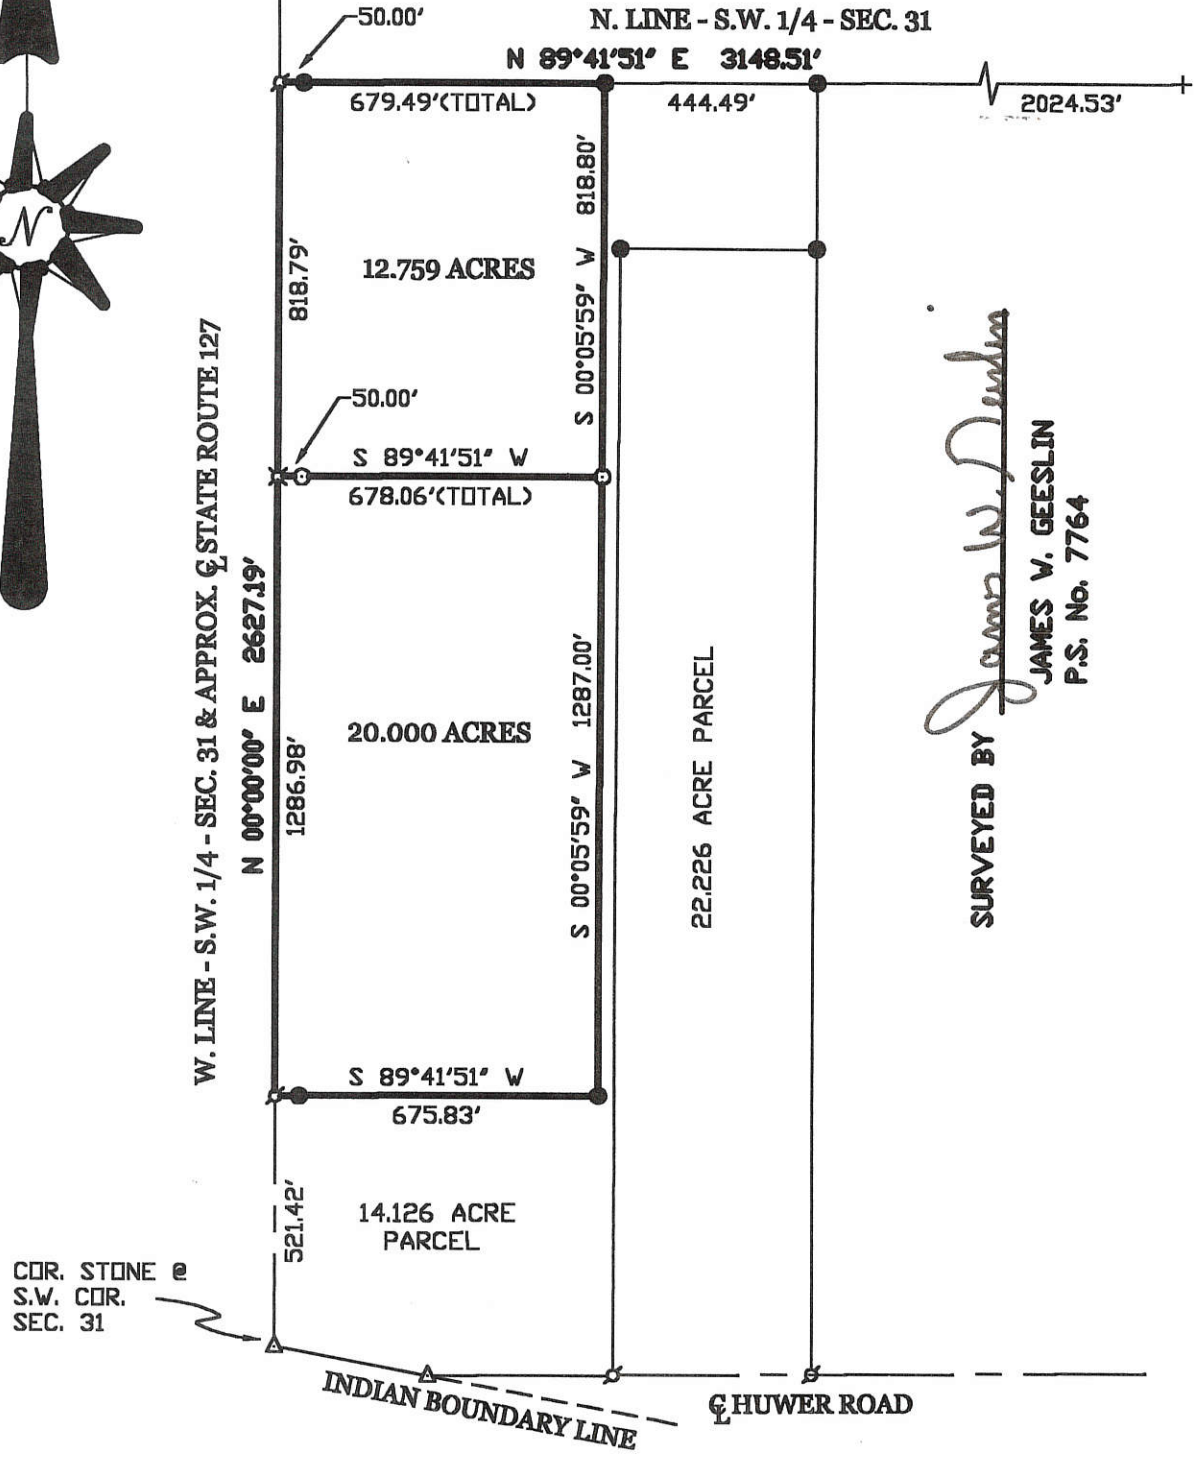 50.00'
N. LINE - S.W. 1/4 - SEC. 31
N 89°41'51" E 3148.51'
679.49'(TOTAL)
444.49'
2024.53'
N
818.79'
12.759 ACRES
S 00°05'59" W 818.80'
50.00'
S 89°41'51" W
678.06'(TOTAL)
W. LINE - S.W. 1/4 - SEC. 31 & APPROX. ℄ STATE ROUTE 127
N 00°00'00" E 2627.19'
1286.98'
20.000 ACRES
S 00°05'59" W 1287.00'
22.226 ACRE PARCEL
SURVEYED BY James W. Geeslin
JAMES W. GEESLIN
P.S. No. 7764
S 89°41'51" W
675.83'
521.42'
14.126 ACRE
PARCEL
COR. STONE @
S.W. COR.
SEC. 31
INDIAN BOUNDARY LINE
℄ HUWER ROAD